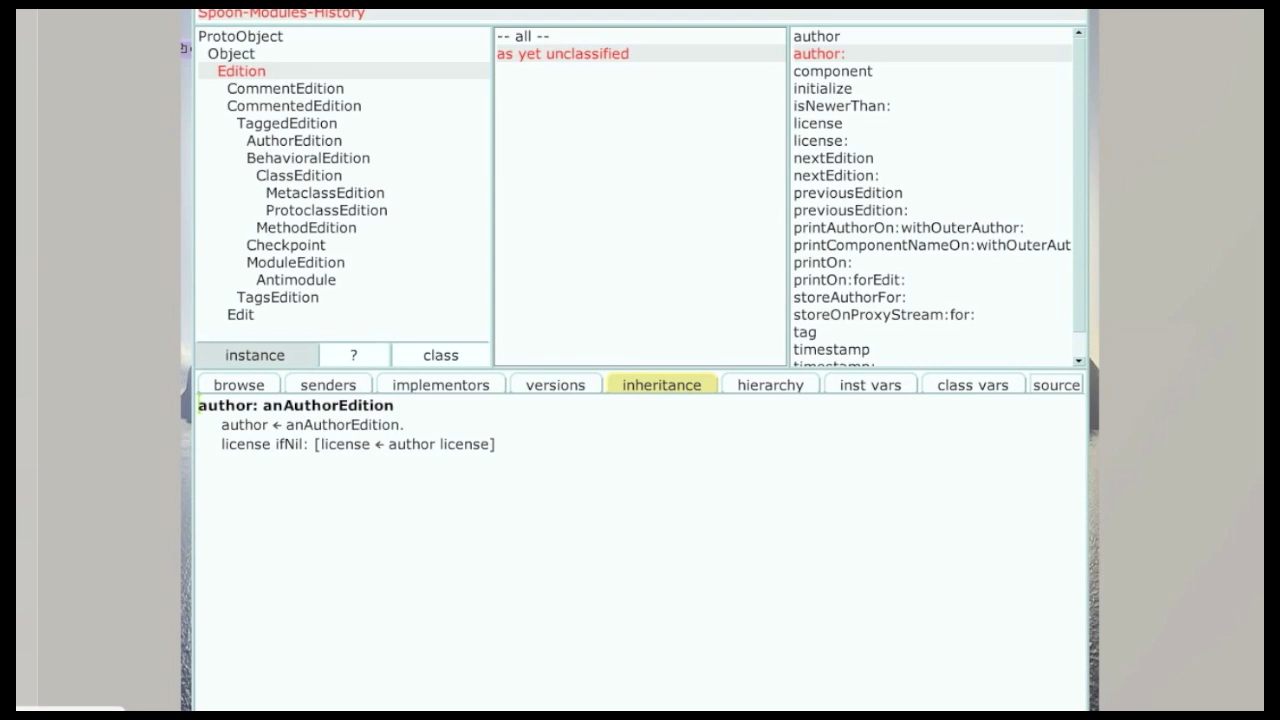 Spoon-Modules-History
ProtoObject
Object
Edition
CommentEdition
CommentedEdition
TaggedEdition
AuthorEdition
BehavioralEdition
ClassEdition
MetaclassEdition
ProtoclassEdition
MethodEdition
Checkpoint
ModuleEdition
Antimodule
TagsEdition
Edit
instance
?
class
-- all --
as yet unclassified
author
author:
component
initialize
isNewerThan:
license
license:
nextEdition
nextEdition:
previousEdition
previousEdition:
printAuthorOn:withOuterAuthor:
printComponentNameOn:withOuterAut
printOn:
printOn:forEdit:
storeAuthorFor:
storeOnProxyStream:for:
tag
timestamp
timestamp:
browse senders implementors versions inheritance hierarchy inst vars class vars source
author: anAuthorEdition
author ← anAuthorEdition.
license ifNil: [license ← author license]